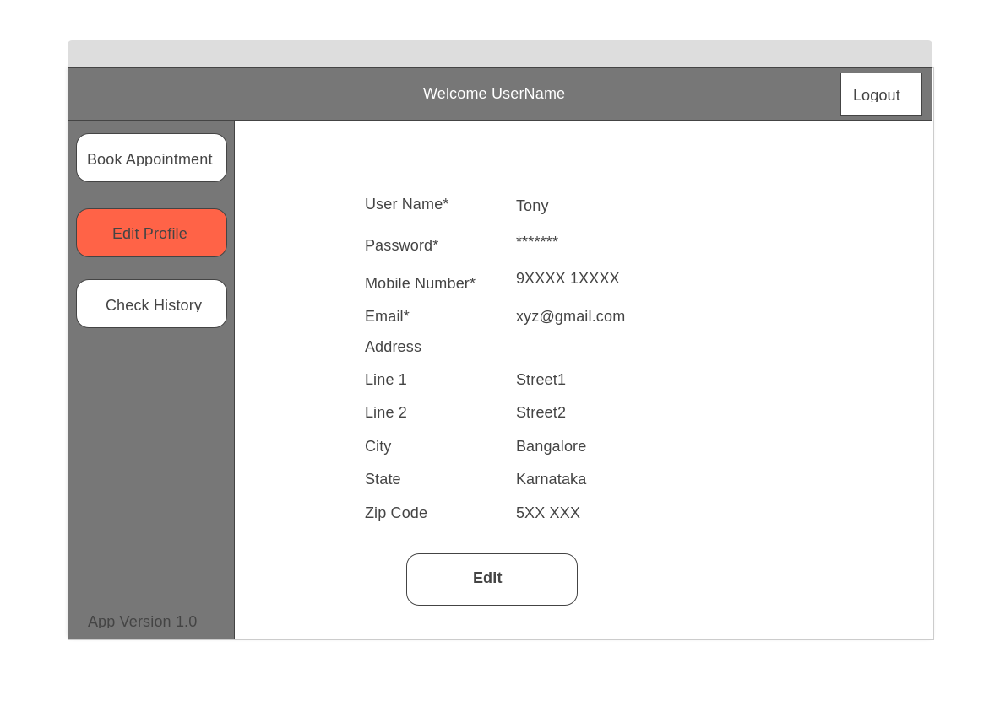 Welcome UserName
Logout
Book Appointment
Edit Profile
Check History
User Name* Tony
Password* *******
Mobile Number* 9XXXX 1XXXX
Email* xyz@gmail.com
Address
Line 1 Street1
Line 2 Street2
City Bangalore
State Karnataka
Zip Code 5XX XXX
Edit
App Version 1.0